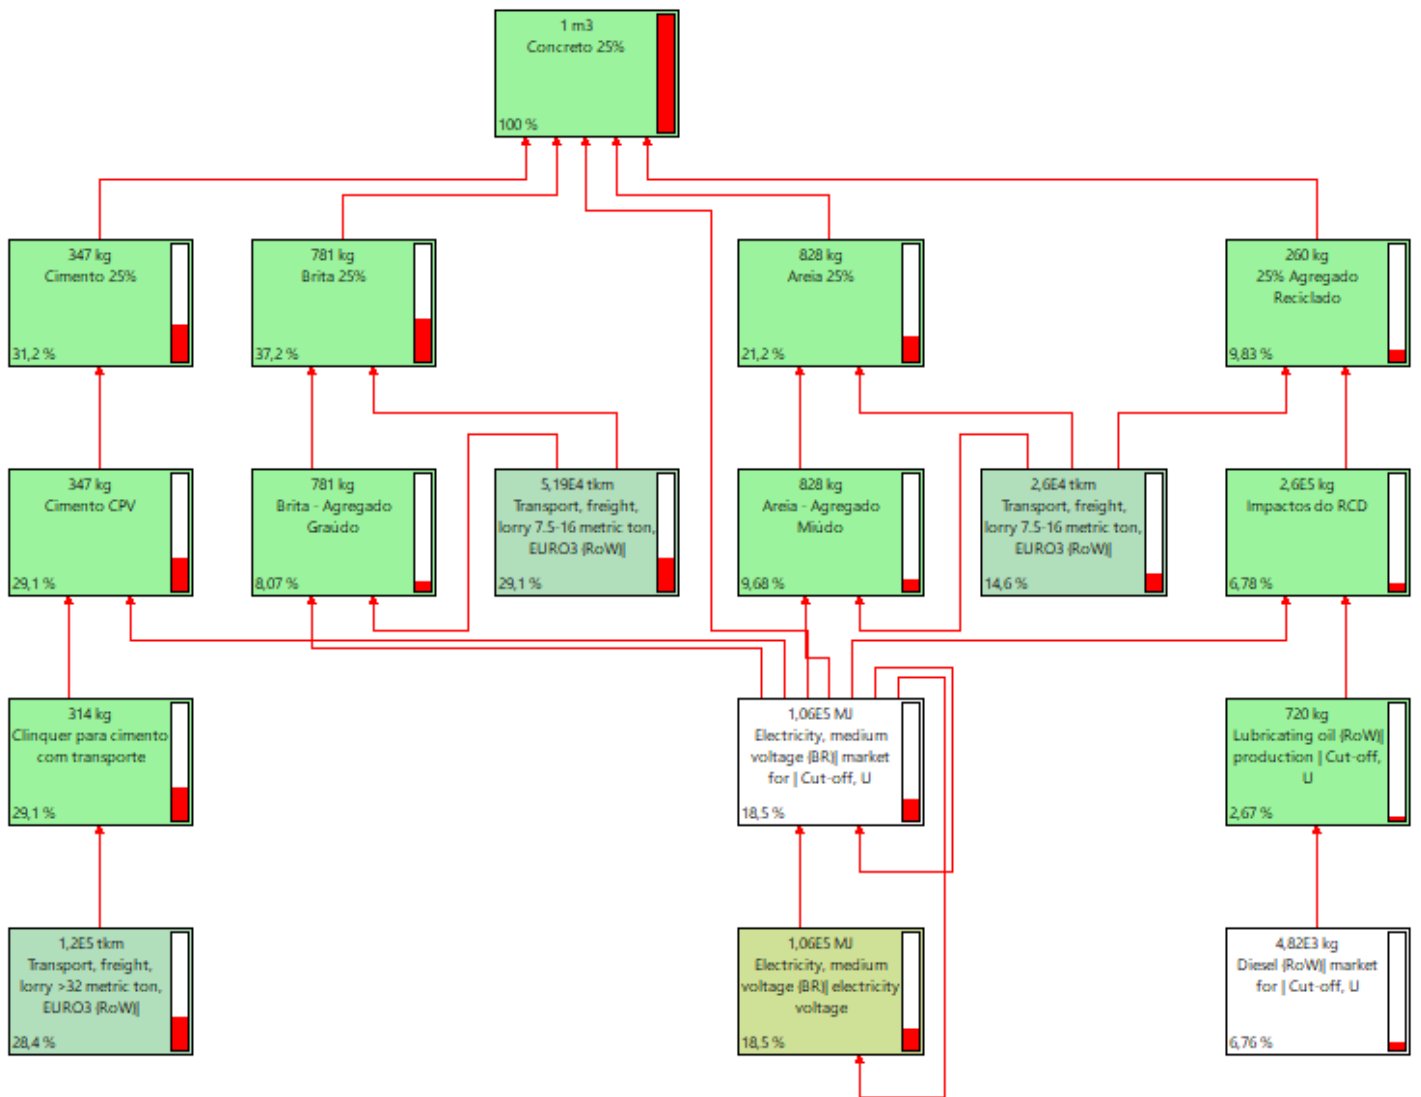 1 m3
Concreto 25%
100 %
347 kg
Cimento 25%
31,2 %
781 kg
Brita 25%
37,2 %
828 kg
Areia 25%
21,2 %
260 kg
25% Agregado
Reciclado
9,83 %
347 kg
Cimento CPV
29,1 %
781 kg
Brita - Agregado
Graúdo
8,07 %
5,19E4 tkm
Transport, freight,
lorry 7.5-16 metric ton,
EURO3 {RoW}|
29,1 %
828 kg
Areia - Agregado
Miúdo
9,68 %
2,6E4 tkm
Transport, freight,
lorry 7.5-16 metric ton,
EURO3 {RoW}|
14,6 %
2,6E5 kg
Impactos do RCD
6,78 %
314 kg
Clinquer para cimento
com transporte
29,1 %
1,06E5 MJ
Electricity, medium
voltage {BR}| market
for | Cut-off, U
18,5 %
720 kg
Lubricating oil {RoW}|
production | Cut-off,
U
2,67 %
1,2E5 tkm
Transport, freight,
lorry >32 metric ton,
EURO3 {RoW}|
28,4 %
1,06E5 MJ
Electricity, medium
voltage {BR}| electricity
voltage
18,5 %
4,82E3 kg
Diesel {RoW}| market
for | Cut-off, U
6,76 %